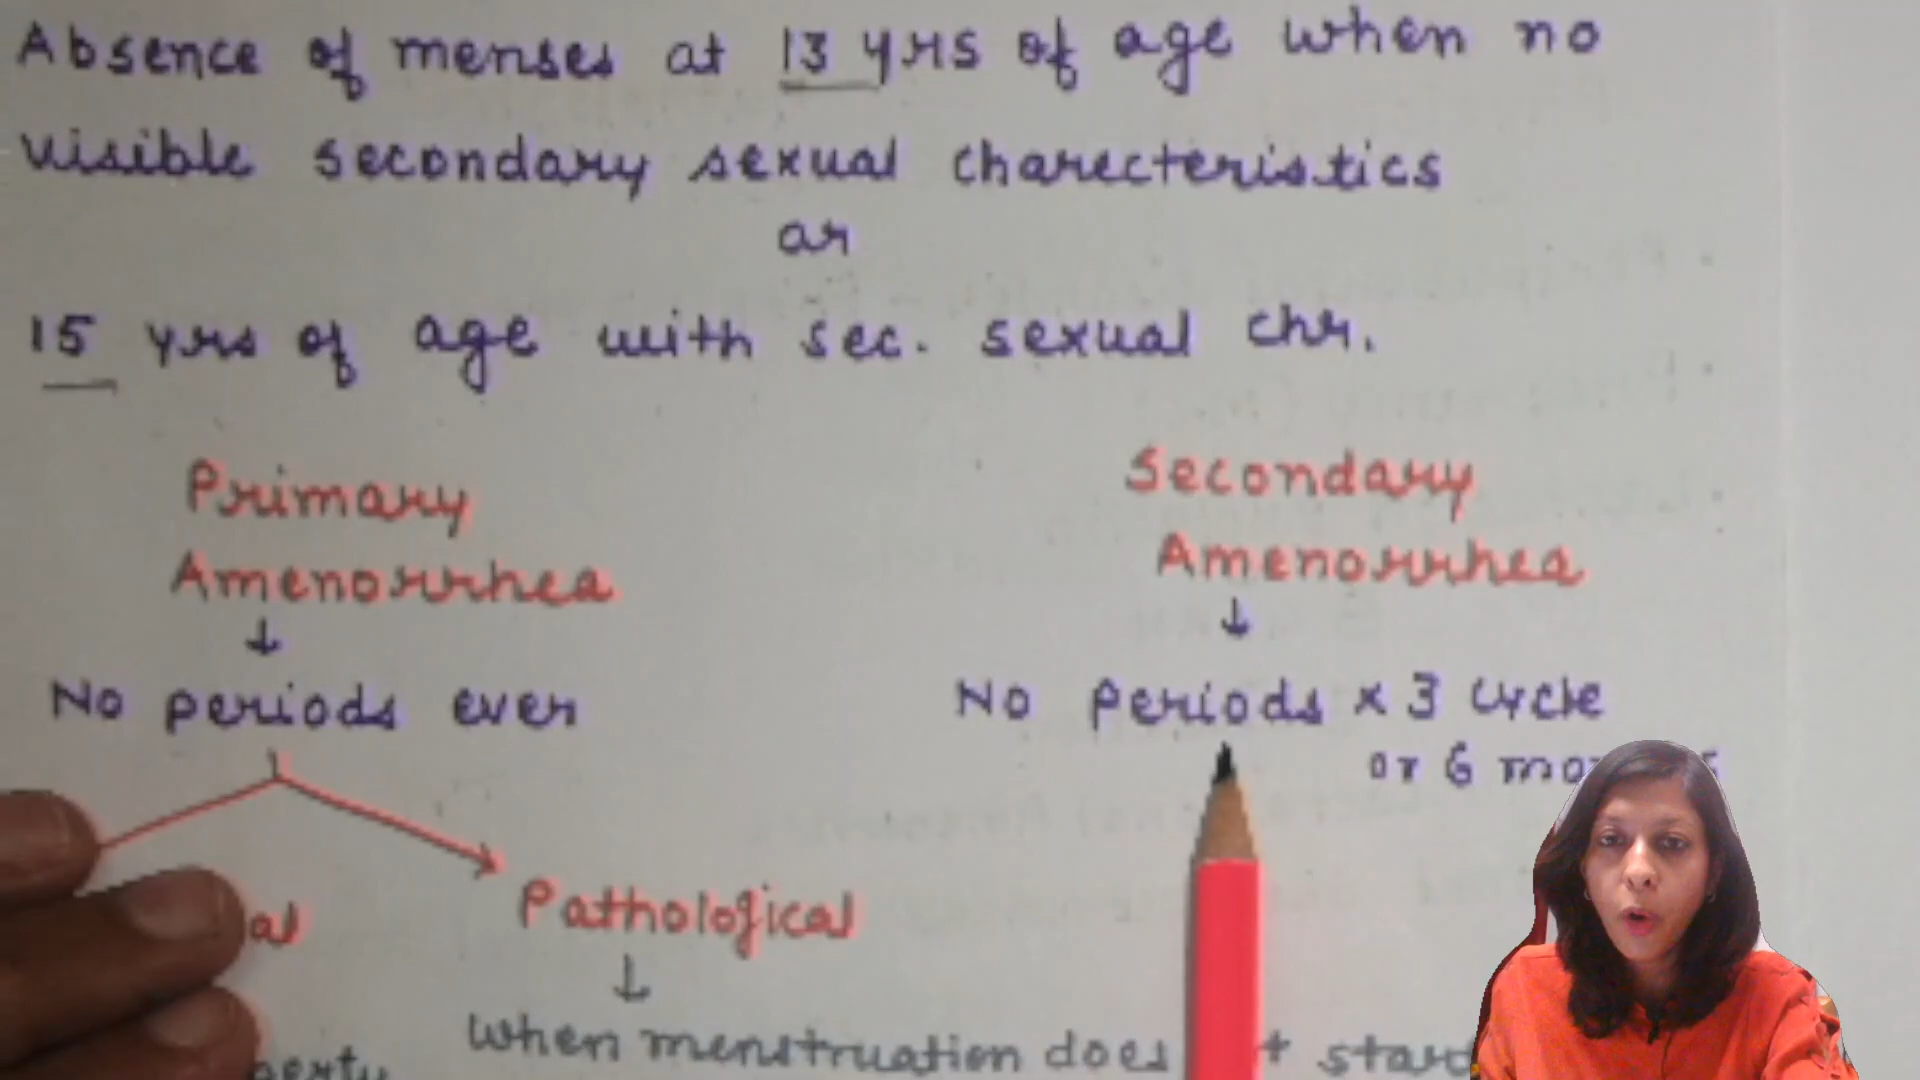 Absence of menses at 13 yrs of age when no
visible secondary sexual charecteristics
or
15 yrs of age with sec. sexual chr.
Primary
Amenorrhea
↓
No periods ever
Secondary
Amenorrhea
↓
No periods x 3 cycle
or 6
Pathological
↓
When menstruation does